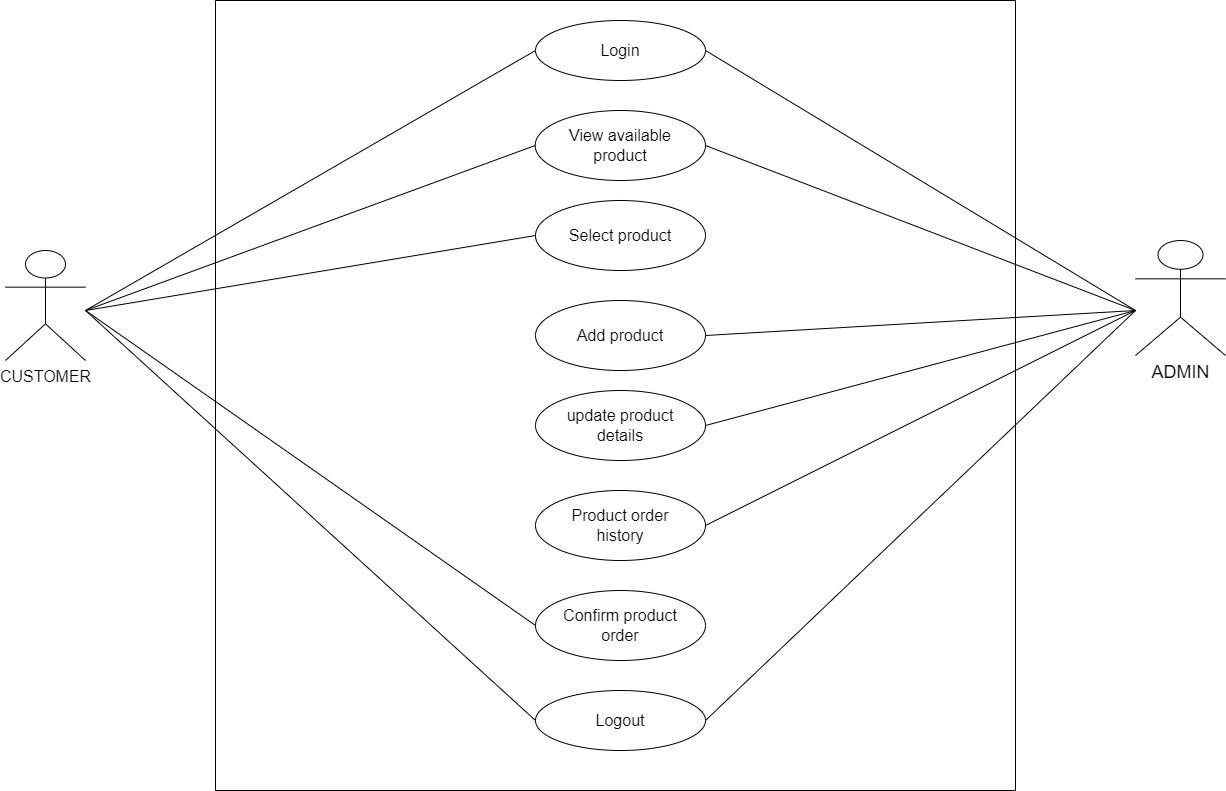 Login
View available
product
Select product
CUSTOMER
ADMIN
Add product
update product
details
Product order
history
Confirm product
order
Logout